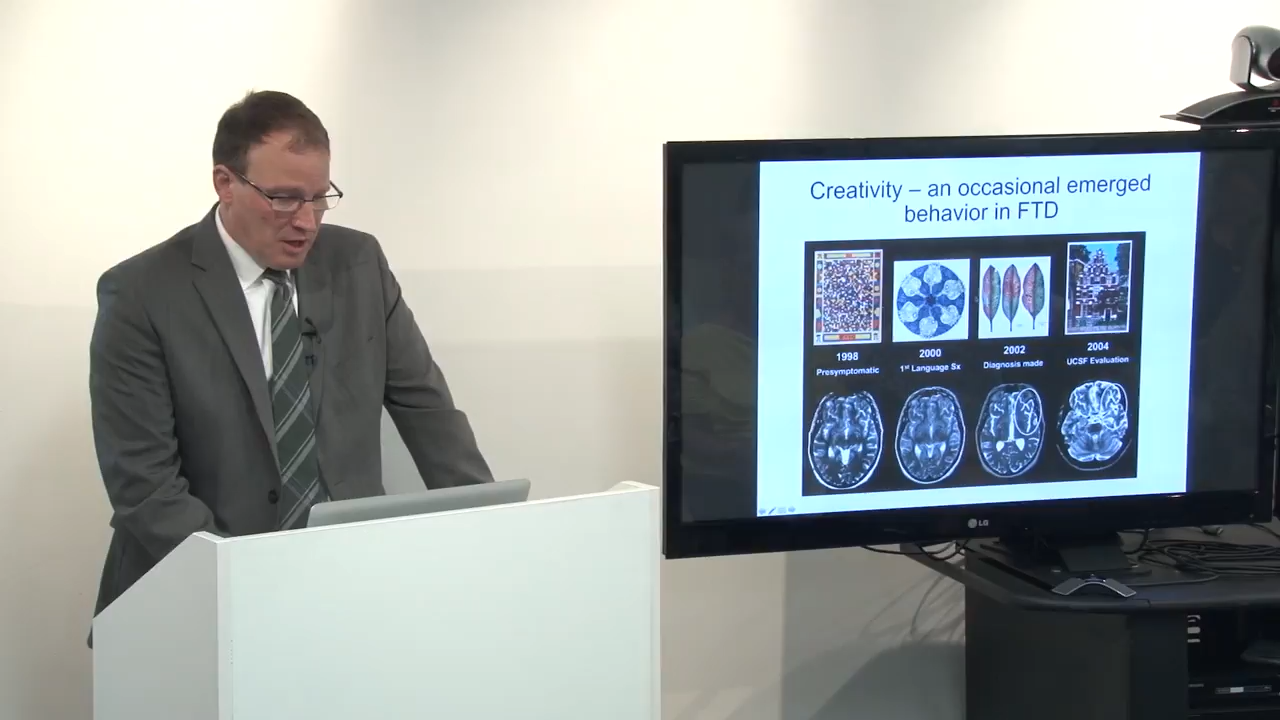 Creativity – an occasional emerged
behavior in FTD
1998
Presymptomatic
2000
1st Language Sx
2002
Diagnosis made
2004
UCSF Evaluation
LG